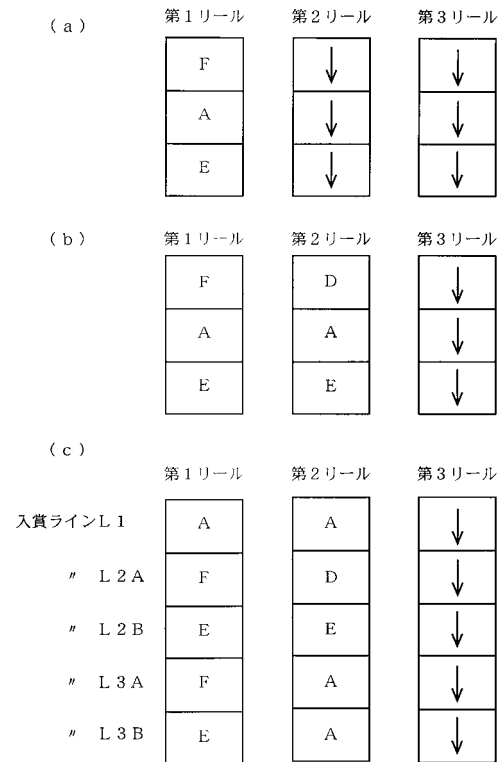 (a) 第1リール 第2リール 第3リール
F ↓ ↓
A ↓ ↓
E ↓ ↓
(b) 第1リール 第2リール 第3リール
F D ↓
A A ↓
E E ↓
(c)
第1リール 第2リール 第3リール
入賞ラインL1 A A ↓
〃 L2A F D ↓
〃 L2B E E ↓
〃 L3A F A ↓
〃 L3B E A ↓